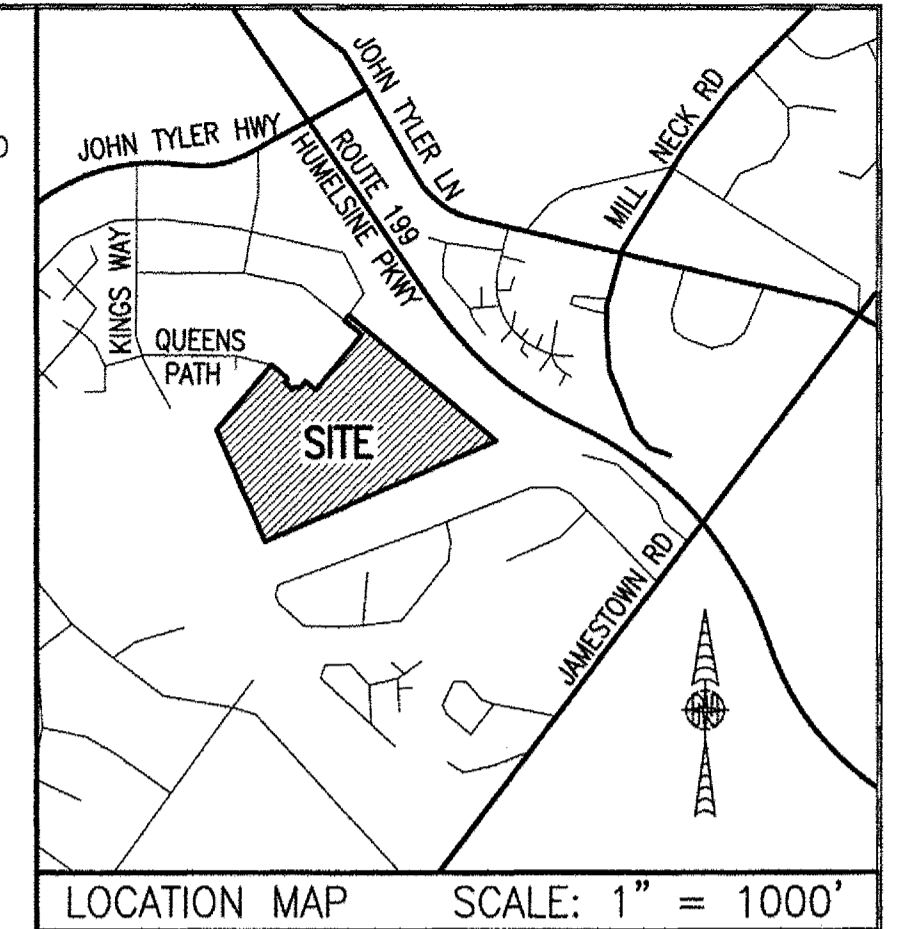 JOHN TYLER HWY
JOHN TYLER LN
ROUTE 199
HUMELSINE PKWY
MILL NECK RD
KINGS WAY
QUEENS
PATH
SITE
JAMESTOWN RD
LOCATION MAP SCALE: 1" = 1000'